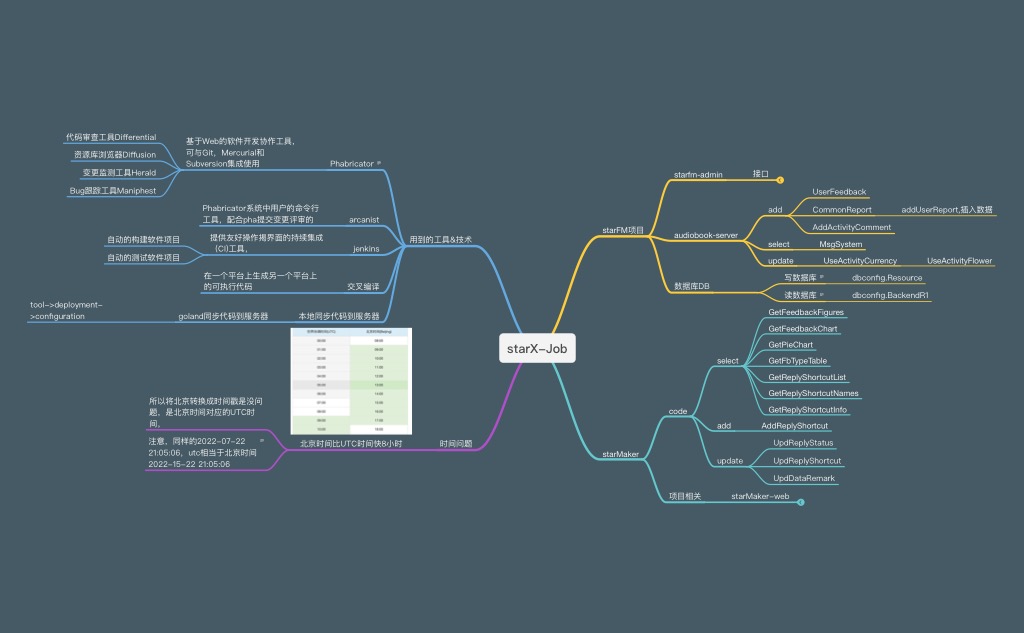 starX-Job
用到的工具&技术
Phabricator
基于Web的软件开发协作工具，
可与Git、Mercurial和
Subversion集成使用
代码审查工具Differential
资源库浏览器Diffusion
变更监测工具Herald
Bug跟踪工具Maniphest
arcanist
Phabricator系统中用户的命令行
工具，配合pha提交变更评审的
jenkins
提供友好操作揭界面的持续集成
（CI)工具，
自动的构建软件项目
自动的测试软件项目
交叉编译
在一个平台上生成另一个平台上
的可执行代码
本地同步代码到服务器
goland同步代码到服务器
tool->deployment-
>configuration
时间问题
北京时间比UTC时间快8小时
所以将北京转换成时间戳是没问
题，是北京时间对应的UTC时
间，
注意，同样的2022-07-22
21:05:06，utc相当于北京时间
2022-15-22 21:05:06
starFM项目
starfm-admin
接口
audiobook-server
add
UserFeedback
CommonReport
addUserReport,插入数据
AddActivityComment
select
MsgSystem
update
UseActivityCurrency
UseActivityFlower
数据库DB
写数据库
dbconfig.Resource
读数据库
dbconfig.BackendR1
starMaker
code
select
GetFeedbackFigures
GetFeedbackChart
GetPieChart
GetFbTypeTable
GetReplyShortcutList
GetReplyShortcutNames
GetReplyShortcutInfo
add
AddReplyShortcut
update
UpdReplyStatus
UpdReplyShortcut
UpdDataRemark
项目相关
starMaker-web